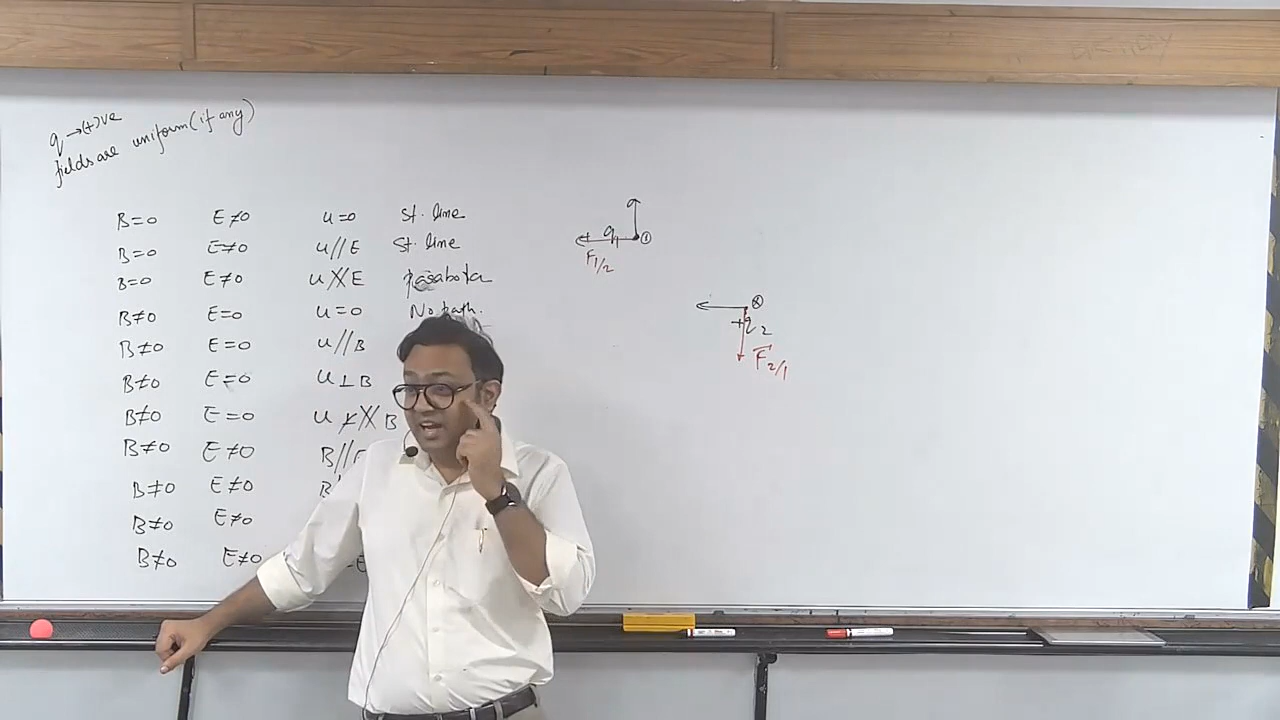 q → (+)ve
fields are uniform (if any)
B=0 E≠0 u=0 st. line
B=0 E≠0 u//E st. line
B=0 E≠0 u∦E parabola
B≠0 E=0 u=0 No path.
B≠0 E=0 u//B
B≠0 E=0 u⊥B
B≠0 E=0 u ⊥̸ ∦ B
B≠0 E≠0 B//E
B≠0 E≠0 B
B≠0 E≠0
B≠0 E≠0 =E
+ q₁ ⊙
F₁/₂
⊗
+q₂
F⃗₂/₁